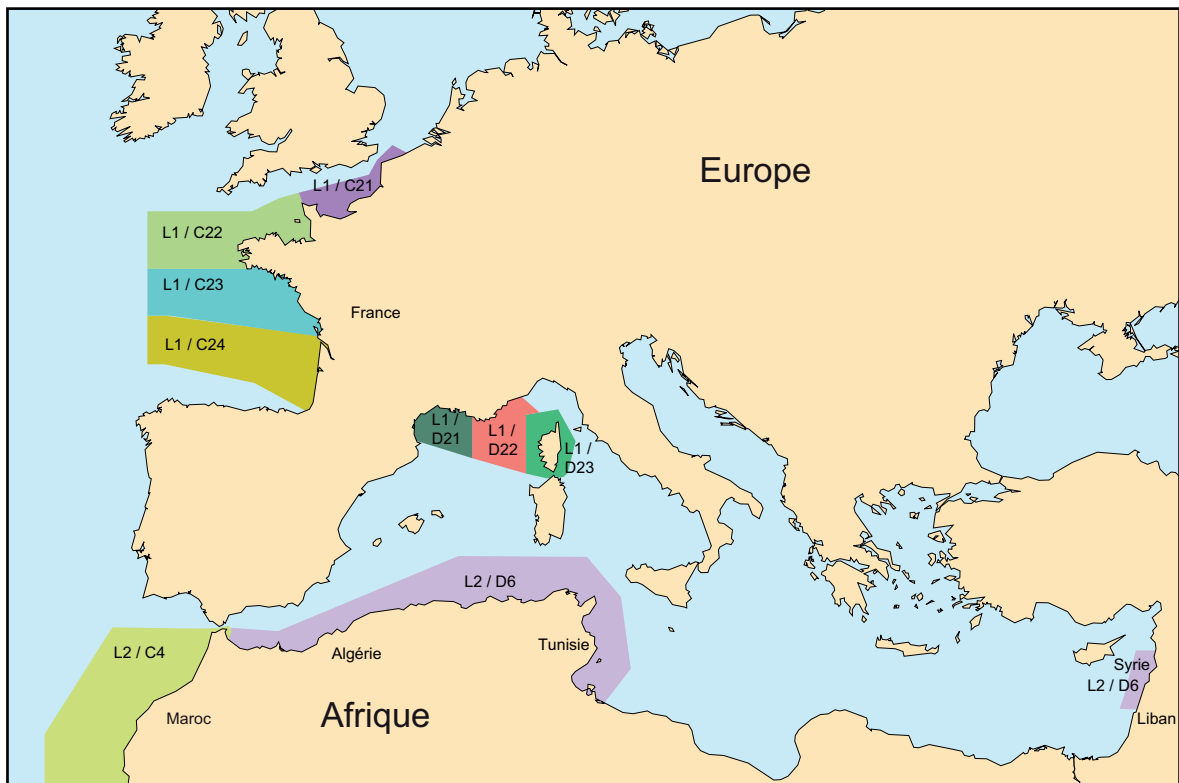 Europe
L1 / C21
L1 / C22
L1 / C23
France
L1 / C24
L1 /
D21
L1 /
D22
L1 /
D23
L2 / D6
Tunisie
Algérie
L2 / C4
Syrie
L2 / D6
Maroc
Afrique
Liban